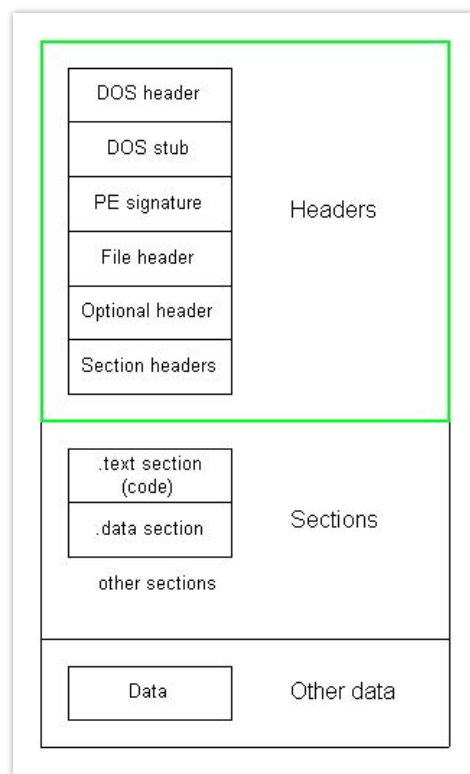 DOS header
DOS stub
PE signature
Headers
File header
Optional header
Section headers
.text section
(code)
Sections
.data section
other sections
Data
Other data